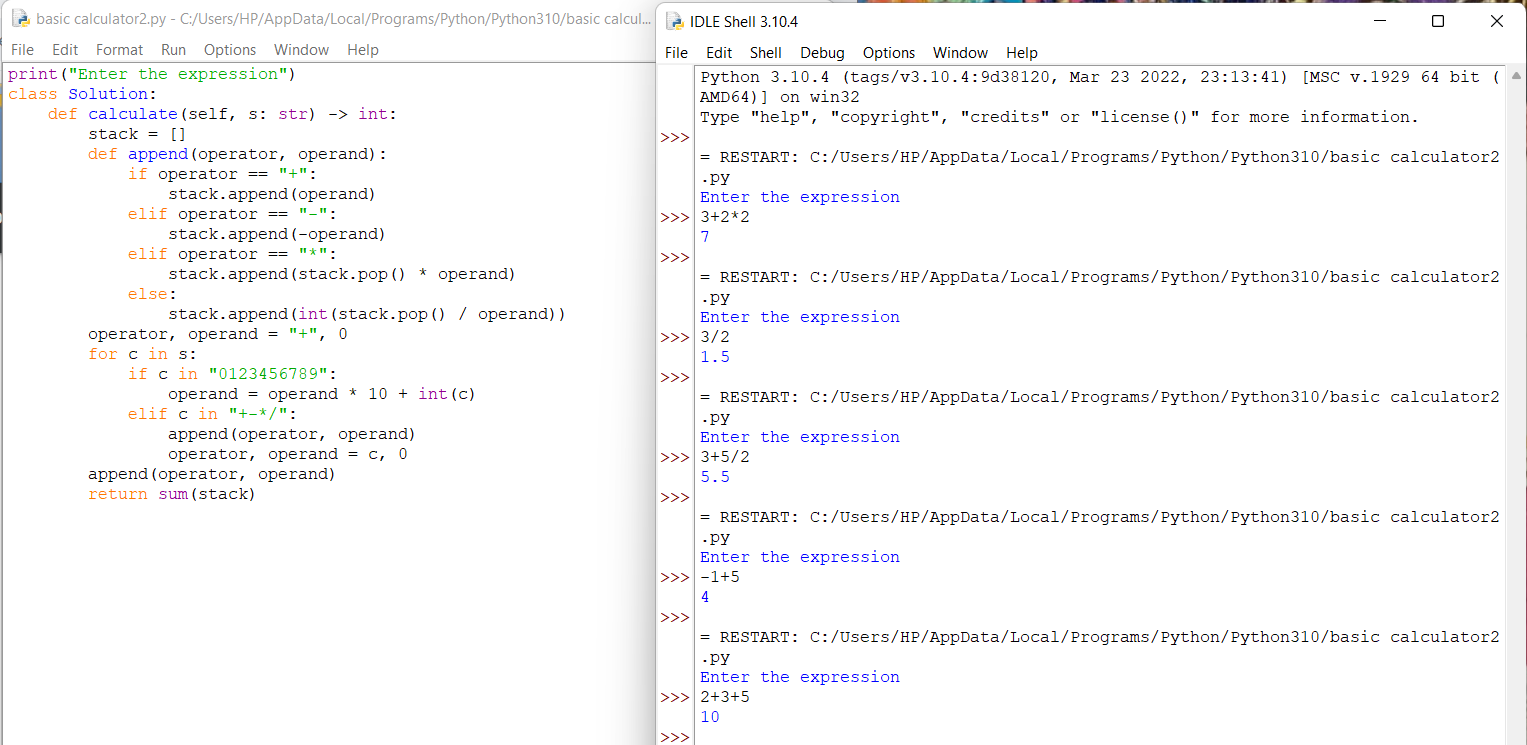 basic calculator2.py - C:/Users/HP/AppData/Local/Programs/Python/Python310/basic calcul...
File Edit Format Run Options Window Help
print("Enter the expression")
class Solution:
    def calculate(self, s: str) -> int:
        stack = []
        def append(operator, operand):
            if operator == "+":
                stack.append(operand)
            elif operator == "-":
                stack.append(-operand)
            elif operator == "*":
                stack.append(stack.pop() * operand)
            else:
                stack.append(int(stack.pop() / operand))
        operator, operand = "+", 0
        for c in s:
            if c in "0123456789":
                operand = operand * 10 + int(c)
            elif c in "+-*/":
                append(operator, operand)
                operator, operand = c, 0
        append(operator, operand)
        return sum(stack)
IDLE Shell 3.10.4
File Edit Shell Debug Options Window Help
Python 3.10.4 (tags/v3.10.4:9d38120, Mar 23 2022, 23:13:41) [MSC v.1929 64 bit (
AMD64)] on win32
Type "help", "copyright", "credits" or "license()" for more information.
>>>
= RESTART: C:/Users/HP/AppData/Local/Programs/Python/Python310/basic calculator2
.py
Enter the expression
>>> 3+2*2
7
>>>
= RESTART: C:/Users/HP/AppData/Local/Programs/Python/Python310/basic calculator2
.py
Enter the expression
>>> 3/2
1.5
>>>
= RESTART: C:/Users/HP/AppData/Local/Programs/Python/Python310/basic calculator2
.py
Enter the expression
>>> 3+5/2
5.5
>>>
= RESTART: C:/Users/HP/AppData/Local/Programs/Python/Python310/basic calculator2
.py
Enter the expression
>>> -1+5
4
>>>
= RESTART: C:/Users/HP/AppData/Local/Programs/Python/Python310/basic calculator2
.py
Enter the expression
>>> 2+3+5
10
>>>